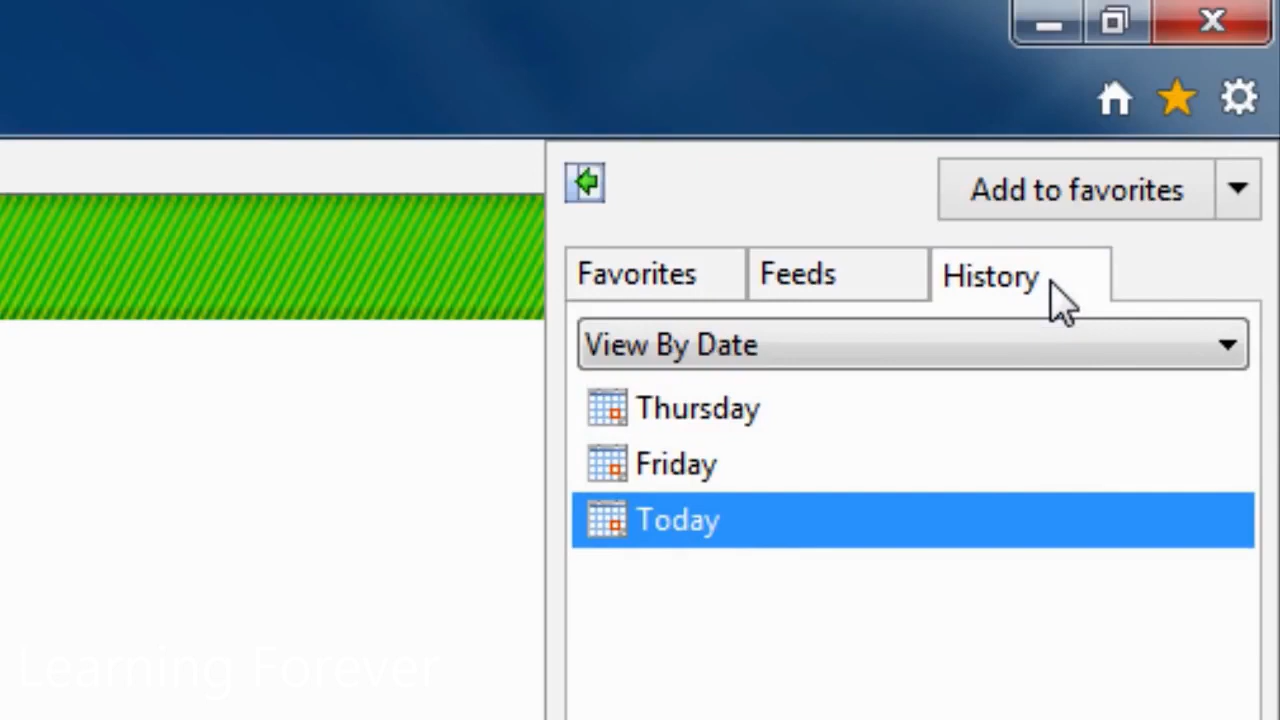 Add to favorites
Favorites Feeds History
View By Date
Thursday
Friday
Today
Learning Forever